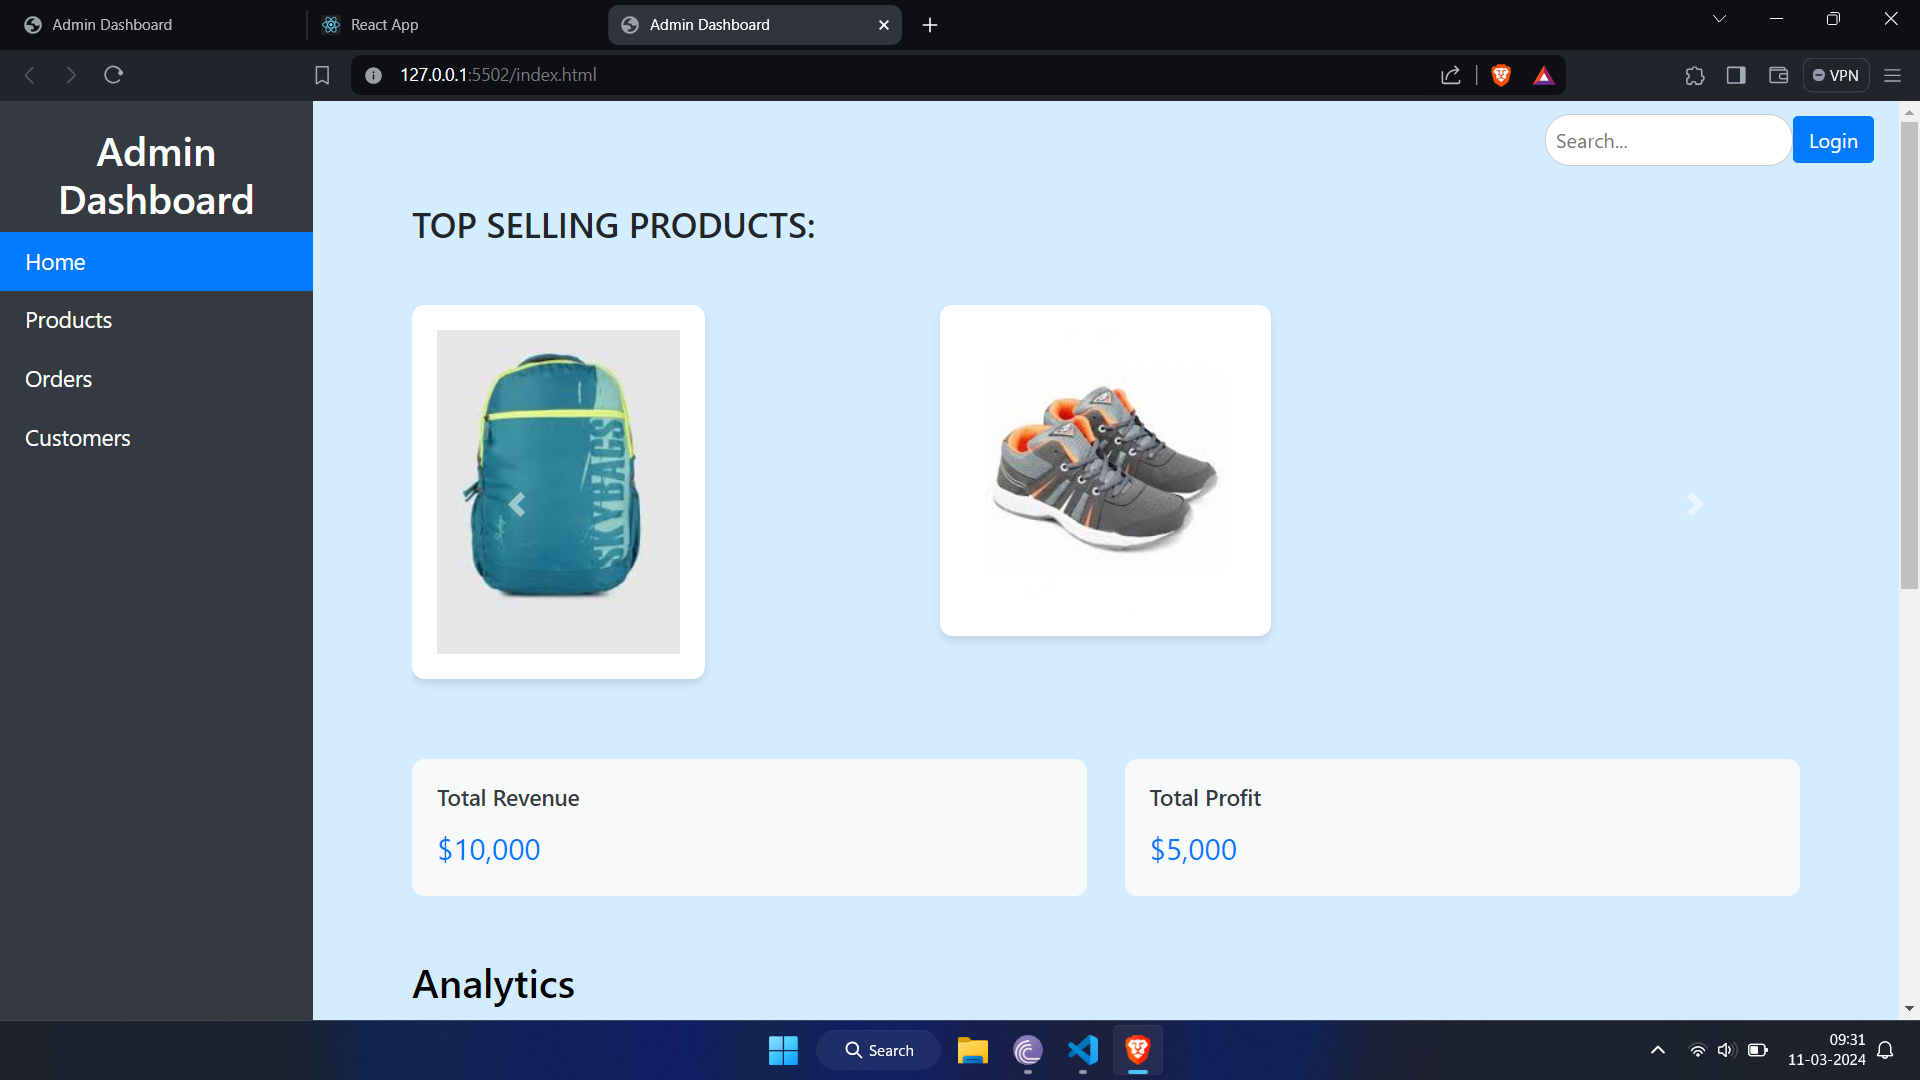 Admin Dashboard
React App
Admin Dashboard
127.0.0.1:5502/index.html
VPN
Admin
Dashboard
Home
Products
Orders
Customers
Search...
Login
TOP SELLING PRODUCTS:
SKYBAGS
Total Revenue
$10,000
Total Profit
$5,000
Analytics
Search
09:31
11-03-2024